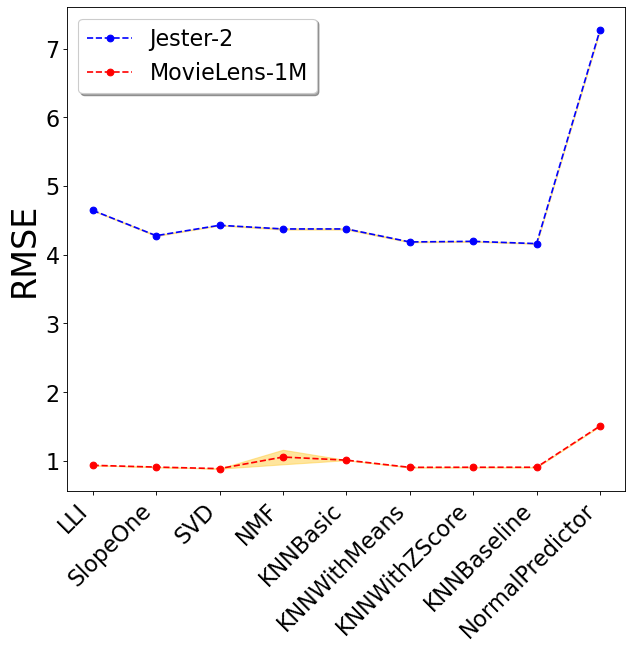 Jester-2
MovieLens-1M
RMSE
7
6
5
4
3
2
1
LLI
SlopeOne
SVD
NMF
KNNBasic
KNNWithMeans
KNNWithZScore
KNNBaseline
NormalPredictor